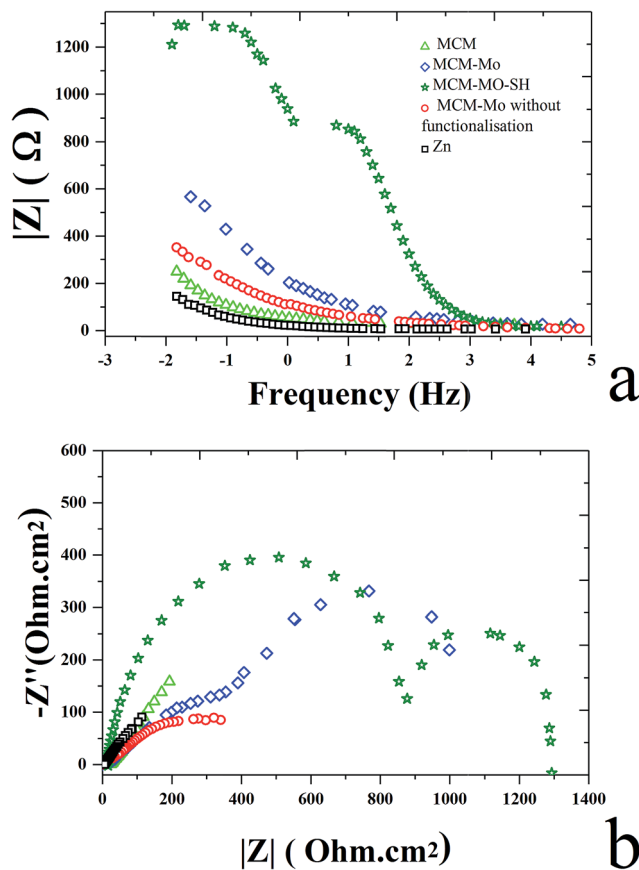 1200
1000
800
600
400
200
0
|Z| ( Ω )
MCM
MCM-Mo
MCM-MO-SH
MCM-Mo without
functionalisation
Zn
-3 -2 -1 0 1 2 3 4 5
Frequency (Hz)
a
600
500
400
300
200
100
0
-Z''(Ohm.cm2)
0 200 400 600 800 1000 1200 1400
|Z| ( Ohm.cm2)
b